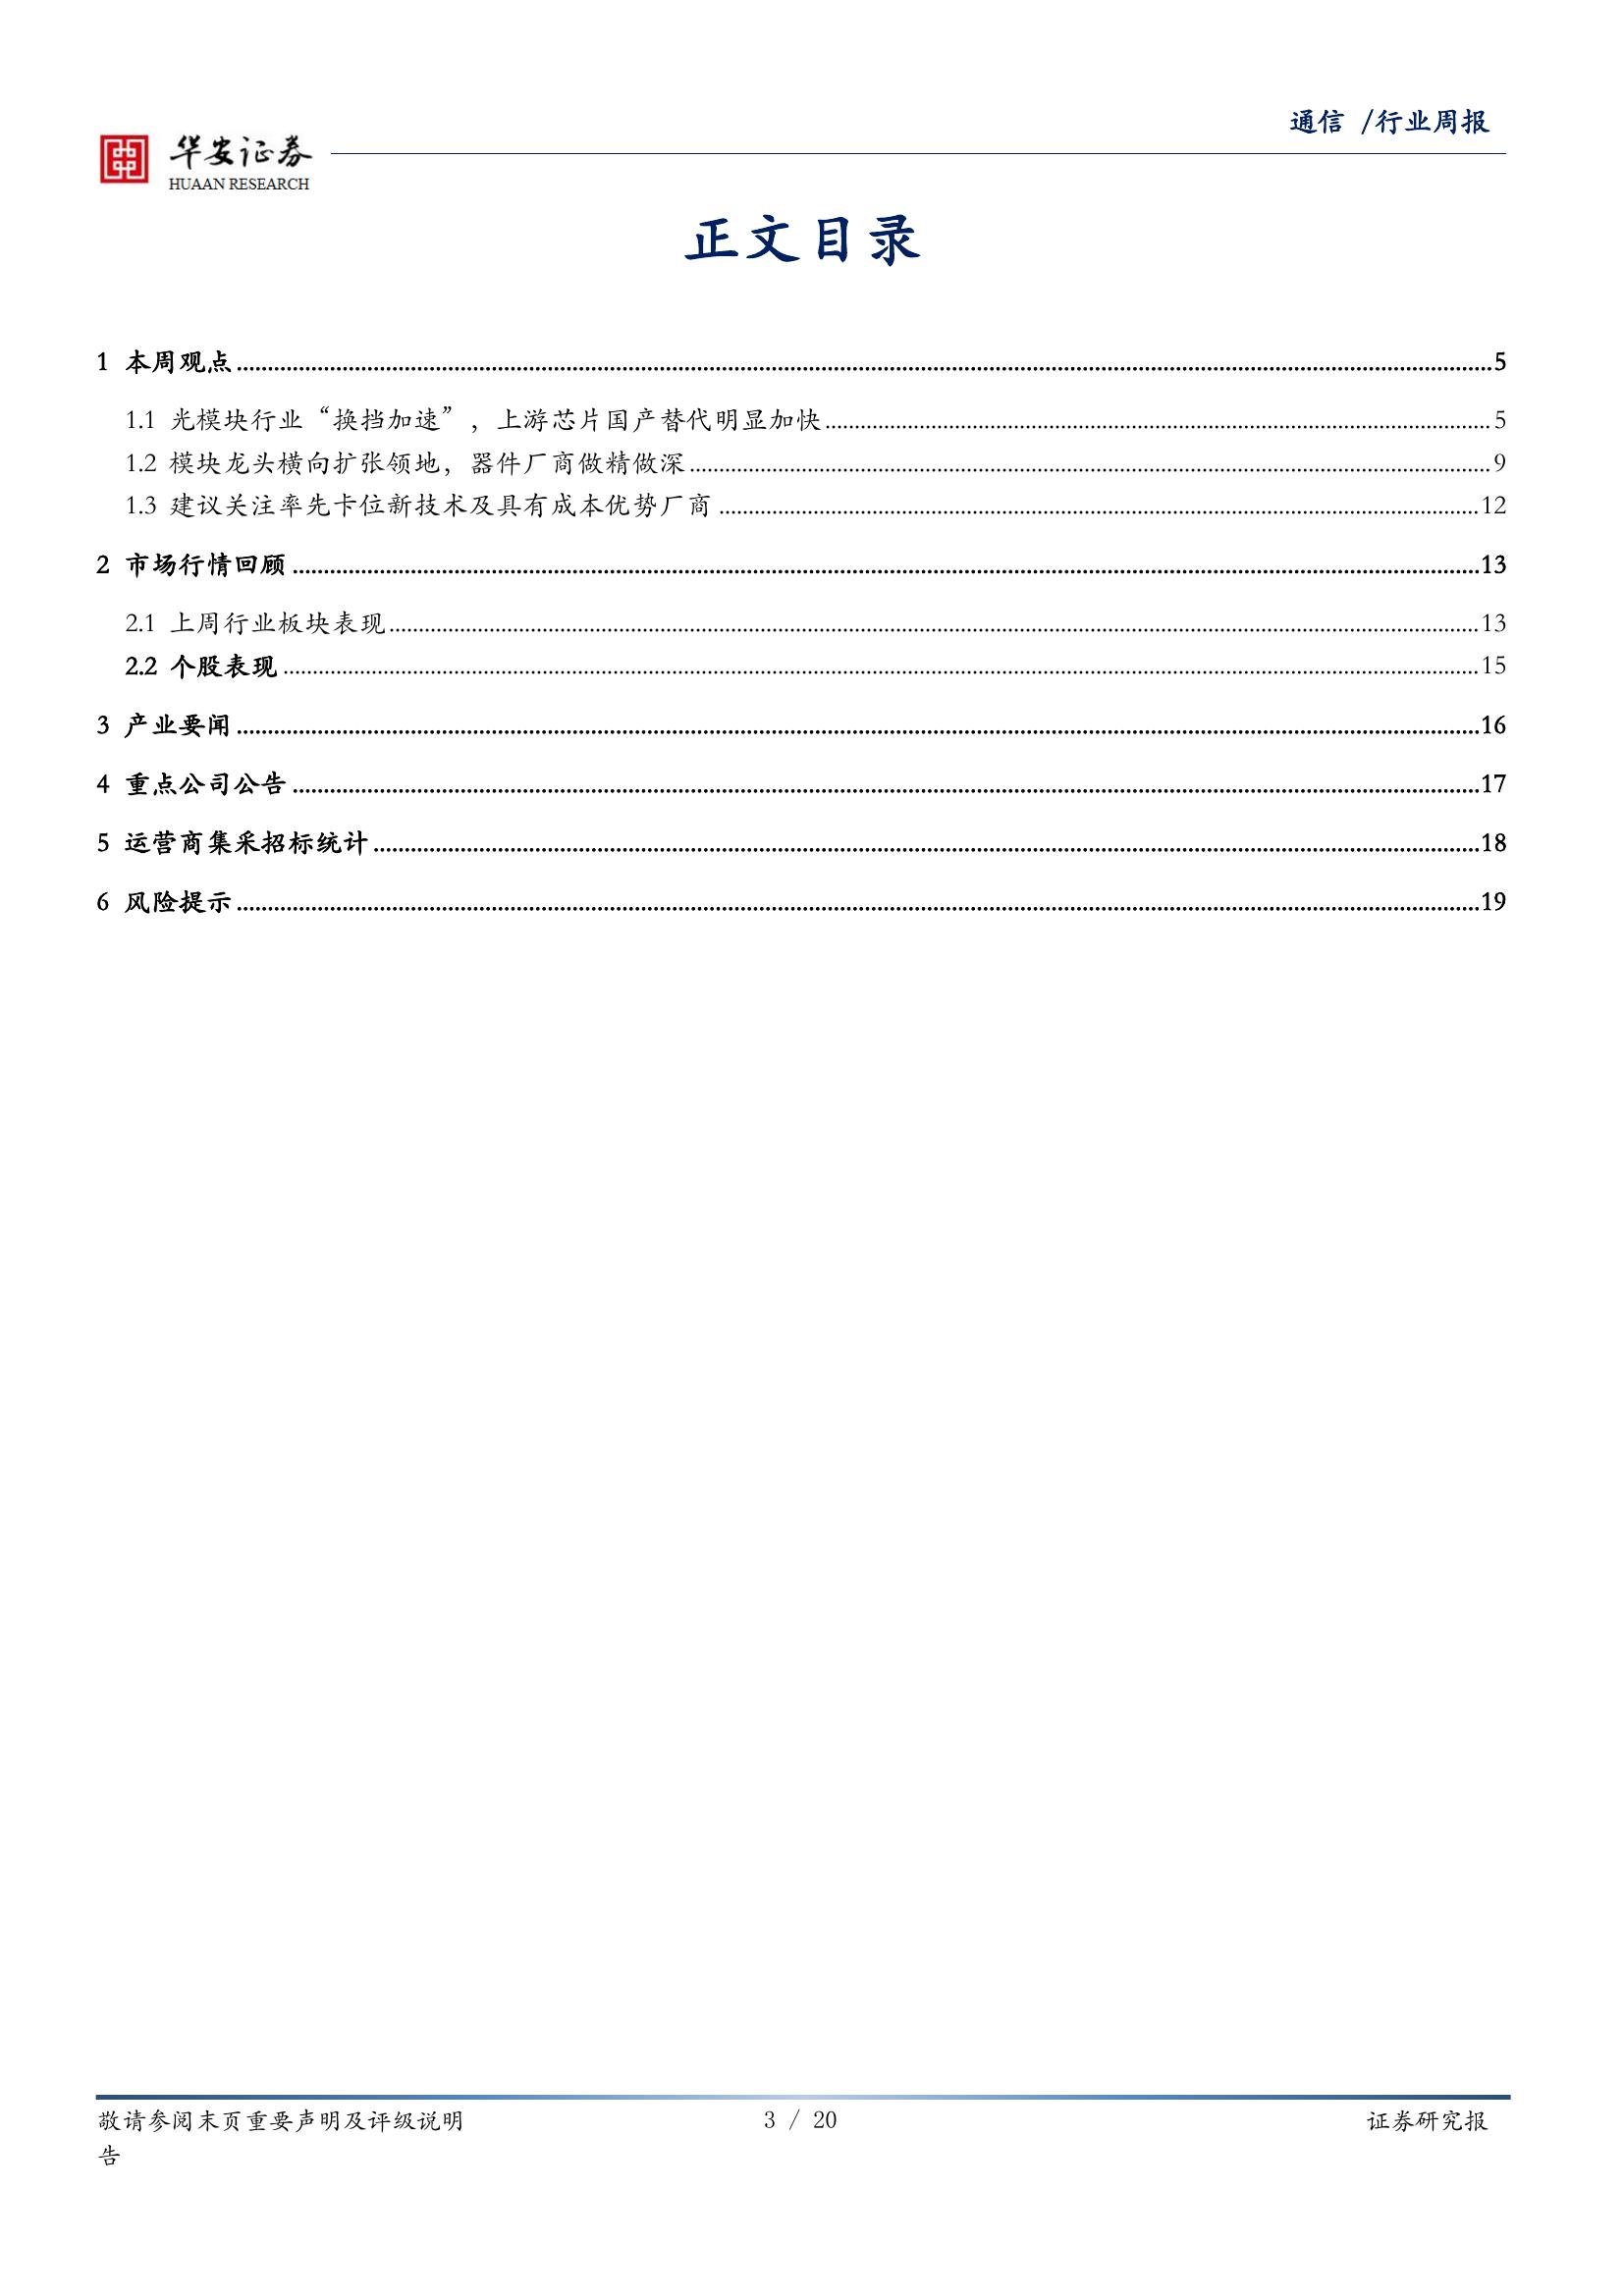 通信 /行业周报
华安证券
HUAAN RESEARCH
正文目录
1 本周观点 5
1.1 光模块行业“换挡加速”，上游芯片国产替代明显加快 5
1.2 模块龙头横向扩张领地，器件厂商做精做深 9
1.3 建议关注率先卡位新技术及具有成本优势厂商 12
2 市场行情回顾 13
2.1 上周行业板块表现 13
2.2 个股表现 15
3 产业要闻 16
4 重点公司公告 17
5 运营商集采招标统计 18
6 风险提示 19
敬请参阅末页重要声明及评级说明 3 / 20 证券研究报
告